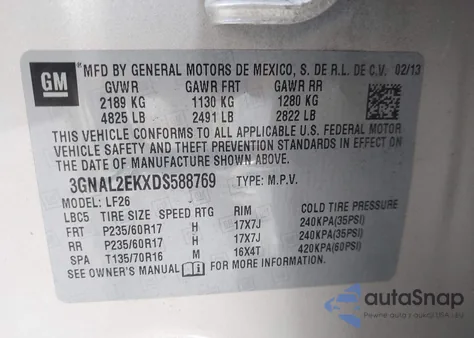 GM MFD BY GENERAL MOTORS DE MEXICO, S. DE R.L. DE C.V. 02/13
GVWR GAWR FRT GAWR RR
2189 KG 1130 KG 1280 KG
4825 LB 2491 LB 2822 LB
THIS VEHICLE CONFORMS TO ALL APPLICABLE U.S. FEDERAL MOTOR
VEHICLE SAFETY AND THEFT PREVENTION STANDARDS IN EFFECT ON THE
DATE OF MANUFACTURE SHOWN ABOVE.
3GNAL2EKXDS588769 TYPE: M.P.V.
MODEL: LF26
LBC5 TIRE SIZE SPEED RTG RIM COLD TIRE PRESSURE
FRT P235/60R17 H 17X7J 240KPA(35PSI)
RR P235/60R17 H 17X7J 240KPA(35PSI)
SPA T135/70R16 M 16X4T 420KPA(60PSI)
SEE OWNER'S MANUAL FOR MORE INFORMATION.
autoSnap
Pewne auto z aukcji USA